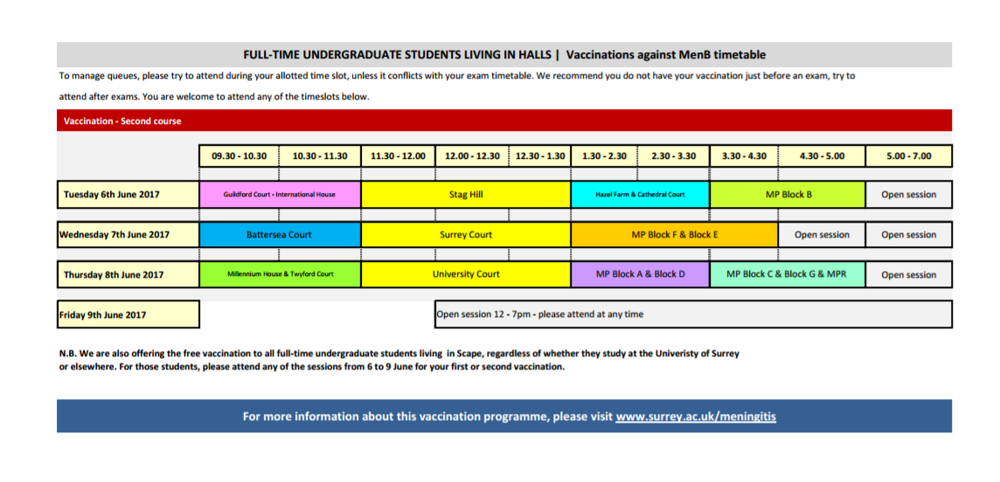 FULL-TIME UNDERGRADUATE STUDENTS LIVING IN HALLS | Vaccinations against MenB timetable
To manage queues, please try to attend during your allotted time slot, unless it conflicts with your exam timetable. We recommend you do not have your vaccination just before an exam, try to
attend after exams. You are welcome to attend any of the timeslots below.
Vaccination - Second course
09.30 - 10.30 10.30 - 11.30 11.30 - 12.00 12.00 - 12.30 12.30 - 1.30 1.30 - 2.30 2.30 - 3.30 3.30 - 4.30 4.30 - 5.00 5.00 - 7.00
Tuesday 6th June 2017 Guildford Court - International House Stag Hill Hazel Farm & Cathedral Court MP Block B Open session
Wednesday 7th June 2017 Battersea Court Surrey Court MP Block F & Block E Open session Open session
Thursday 8th June 2017 Millennium House & Twyford Court University Court MP Block A & Block D MP Block C & Block G & MPR Open session
Friday 9th June 2017 Open session 12 - 7pm - please attend at any time
N.B. We are also offering the free vaccination to all full-time undergraduate students living in Scape, regardless of whether they study at the Univeristy of Surrey
or elsewhere. For those students, please attend any of the sessions from 6 to 9 June for your first or second vaccination.
For more information about this vaccination programme, please visit www.surrey.ac.uk/meningitis